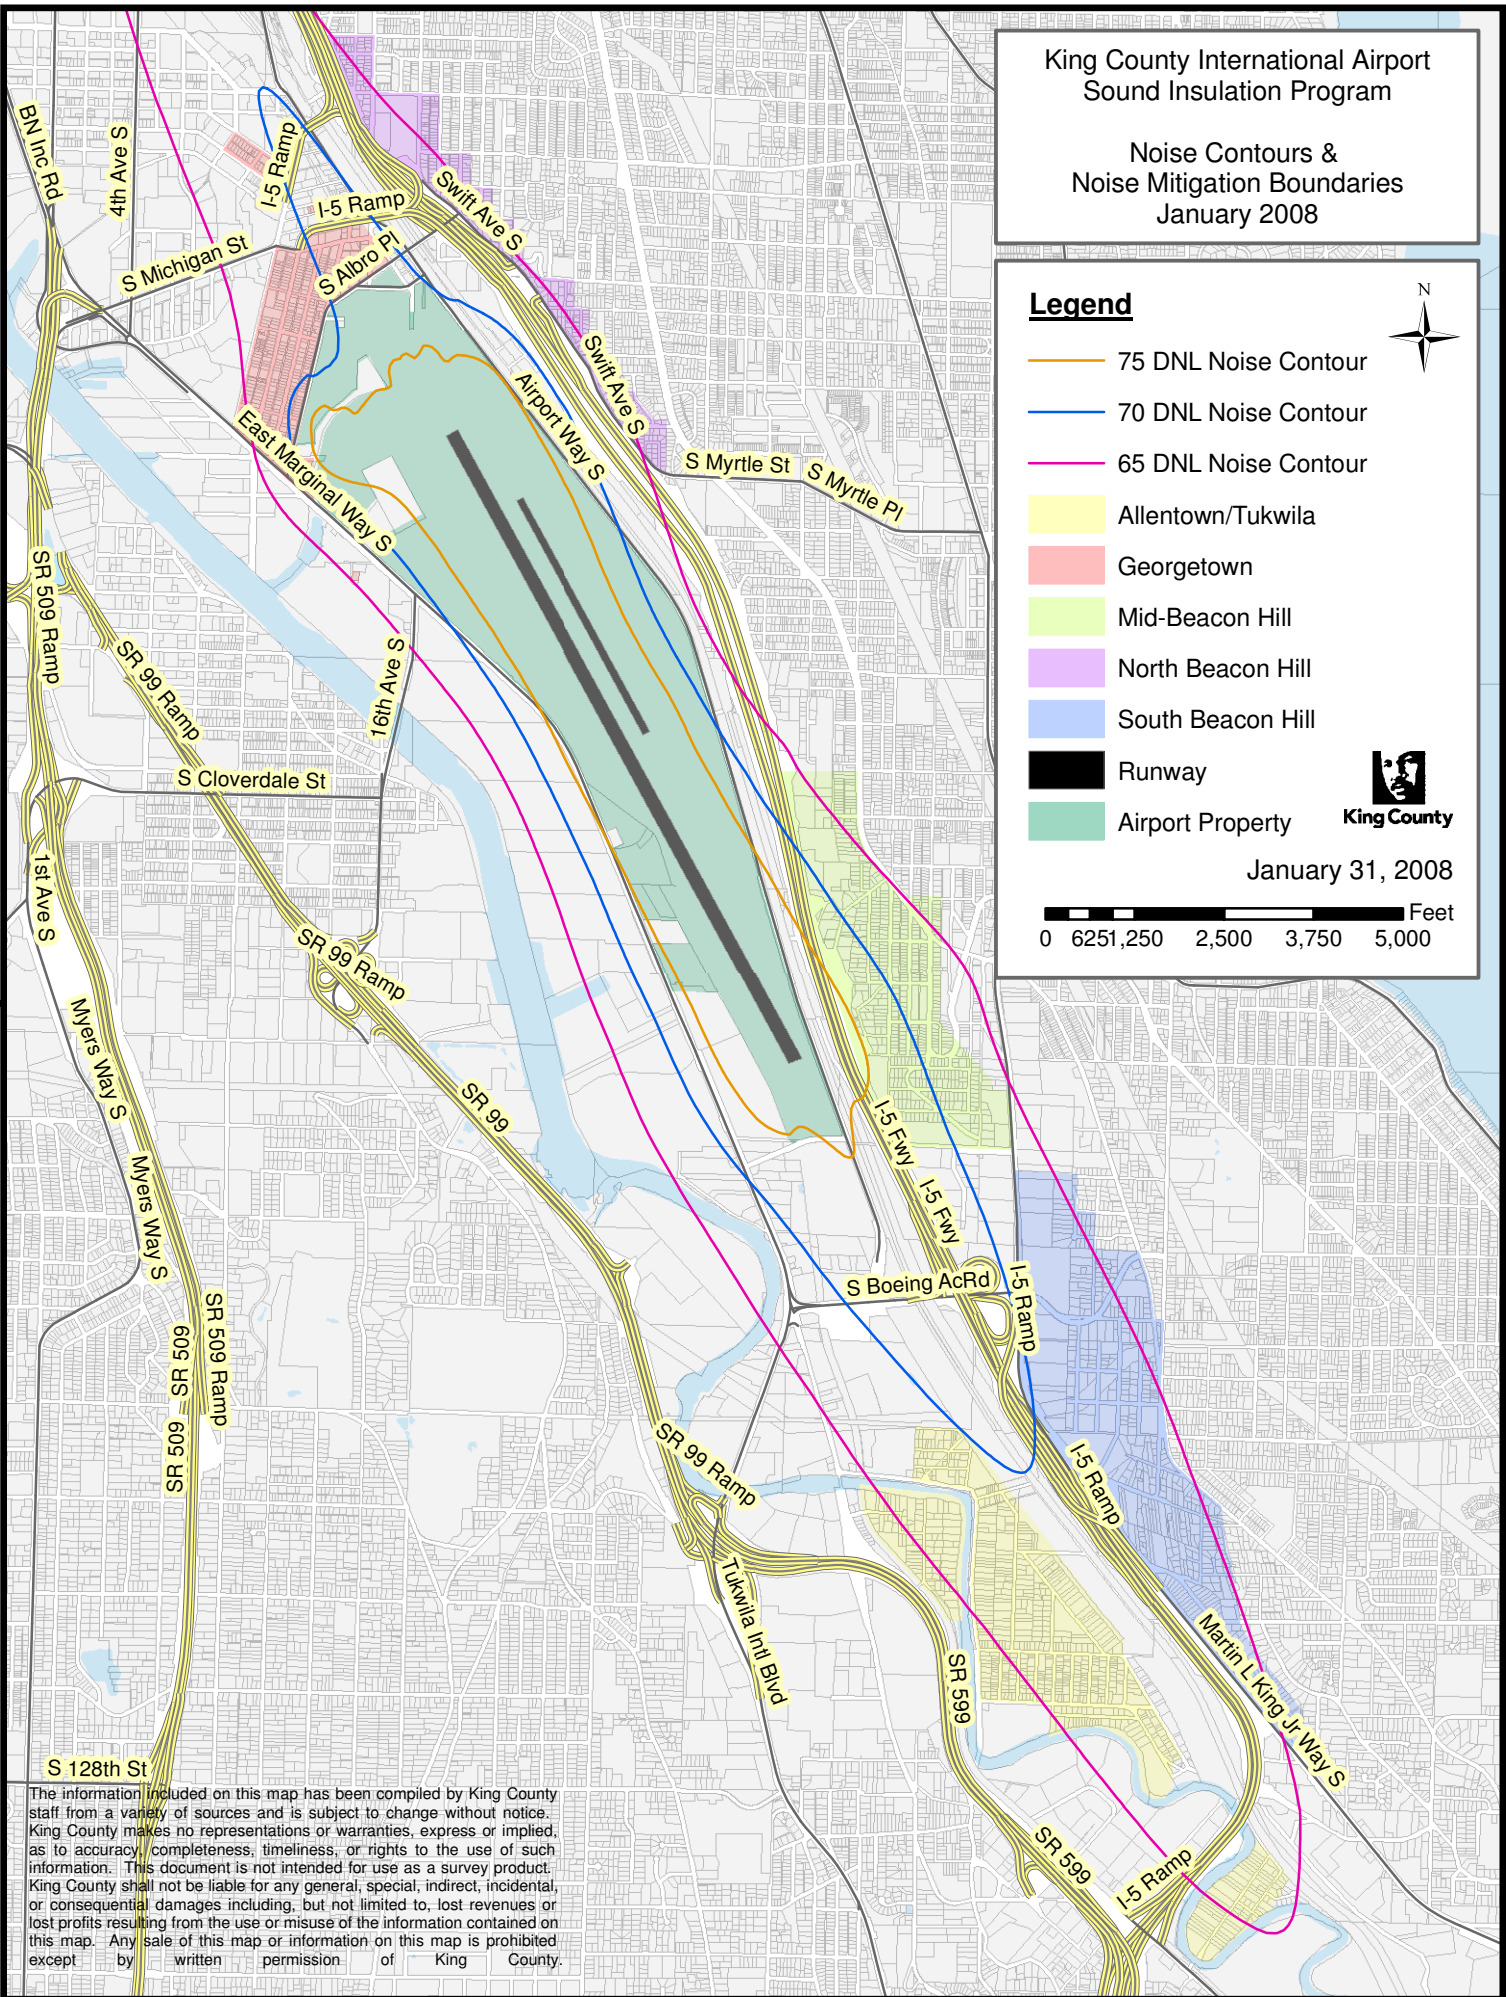 King County International Airport
Sound Insulation Program
Noise Contours &
Noise Mitigation Boundaries
January 2008
Legend
N
75 DNL Noise Contour
70 DNL Noise Contour
65 DNL Noise Contour
Allentown/Tukwila
Georgetown
Mid-Beacon Hill
North Beacon Hill
South Beacon Hill
Runway
Airport Property
King County
January 31, 2008
Feet
0 625 1,250 2,500 3,750 5,000
BN Inc Rd
4th Ave S
I-5 Ramp
I-5 Ramp
Swift Ave S
S Michigan St
S Albro Pl
Swift Ave S
Airport Way S
East Marginal Way S
S Myrtle St
S Myrtle Pl
SR 509 Ramp
SR 99 Ramp
16th Ave S
S Cloverdale St
1st Ave S
SR 99 Ramp
Myers Way S
SR 99
I-5 Fwy
Myers Way S
I-5 Fwy
S Boeing AcRd
I-5 Ramp
SR 509
SR 509 Ramp
SR 509
SR 99 Ramp
I-5 Ramp
Tukwila Intl Blvd
SR 599
Martin L King Jr Way S
S 128th St
SR 599
I-5 Ramp
The information included on this map has been compiled by King County
staff from a variety of sources and is subject to change without notice.
King County makes no representations or warranties, express or implied,
as to accuracy, completeness, timeliness, or rights to the use of such
information. This document is not intended for use as a survey product.
King County shall not be liable for any general, special, indirect, incidental,
or consequential damages including, but not limited to, lost revenues or
lost profits resulting from the use or misuse of the information contained on
this map. Any sale of this map or information on this map is prohibited
except by written permission of King County.